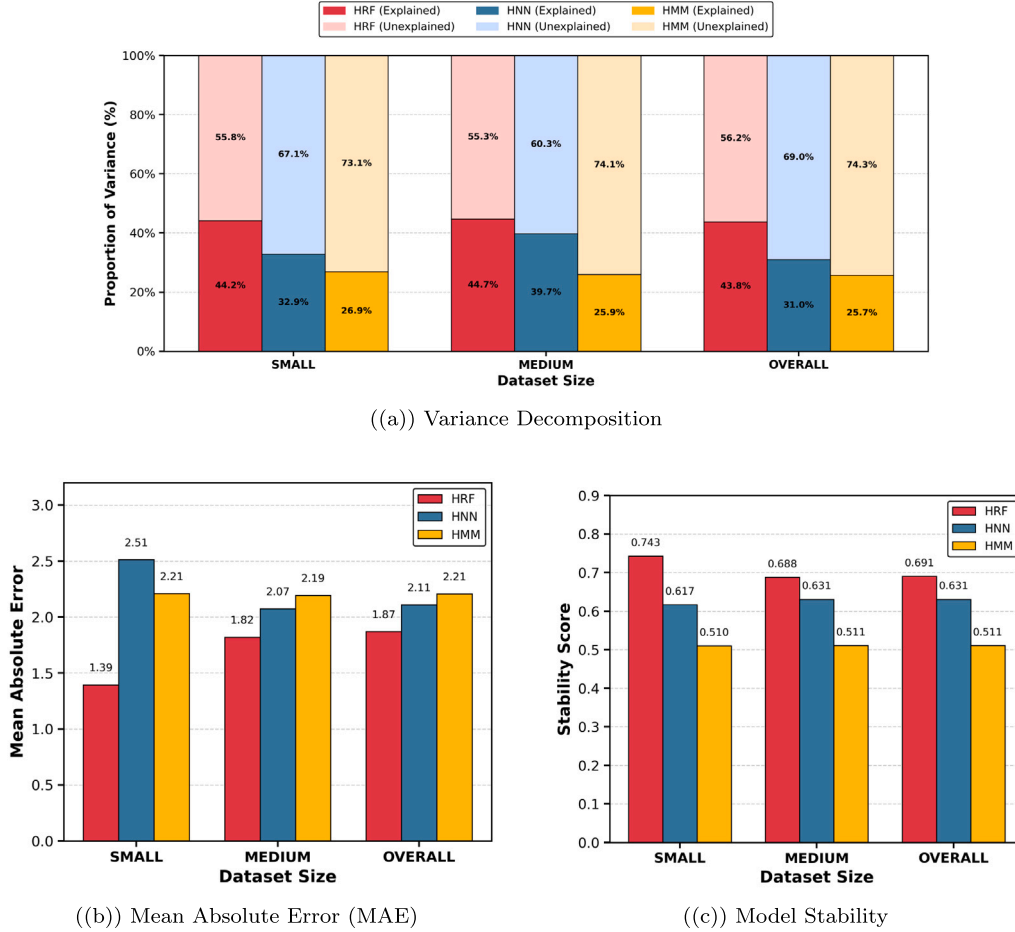 HRF (Explained) HNN (Explained) HMM (Explained)
HRF (Unexplained) HNN (Unexplained) HMM (Unexplained)
Proportion of Variance (%)
100%
80%
60%
40%
20%
0%
55.8% 67.1% 73.1% 55.3% 60.3% 74.1% 56.2% 69.0% 74.3%
44.2% 32.9% 26.9% 44.7% 39.7% 25.9% 43.8% 31.0% 25.7%
SMALL MEDIUM OVERALL
Dataset Size
((a)) Variance Decomposition
Mean Absolute Error
3.0
2.5
2.0
1.5
1.0
0.5
0.0
HRF
HNN
HMM
1.39 2.51 2.21 1.82 2.07 2.19 1.87 2.11 2.21
SMALL MEDIUM OVERALL
Dataset Size
((b)) Mean Absolute Error (MAE)
Stability Score
0.9
0.8
0.7
0.6
0.5
0.4
0.3
0.2
0.1
0.0
HRF
HNN
HMM
0.743 0.617 0.510 0.688 0.631 0.511 0.691 0.631 0.511
SMALL MEDIUM OVERALL
Dataset Size
((c)) Model Stability